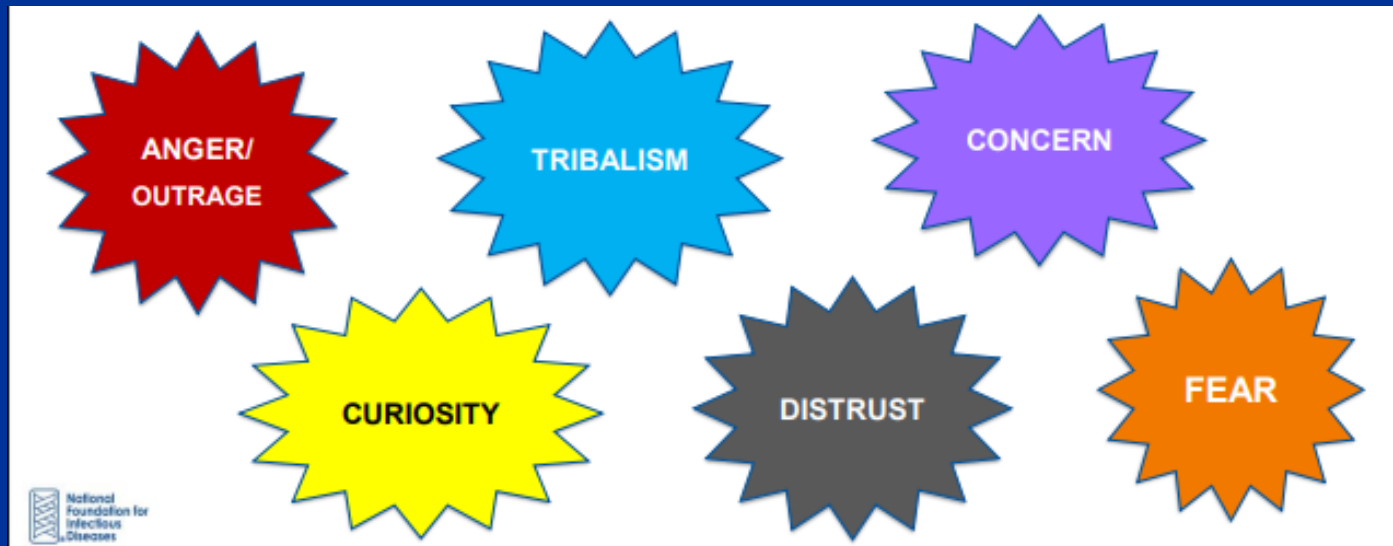 ANGER/
OUTRAGE
TRIBALISM
CONCERN
CURIOSITY
DISTRUST
FEAR
National
Foundation for
Infectious
Diseases